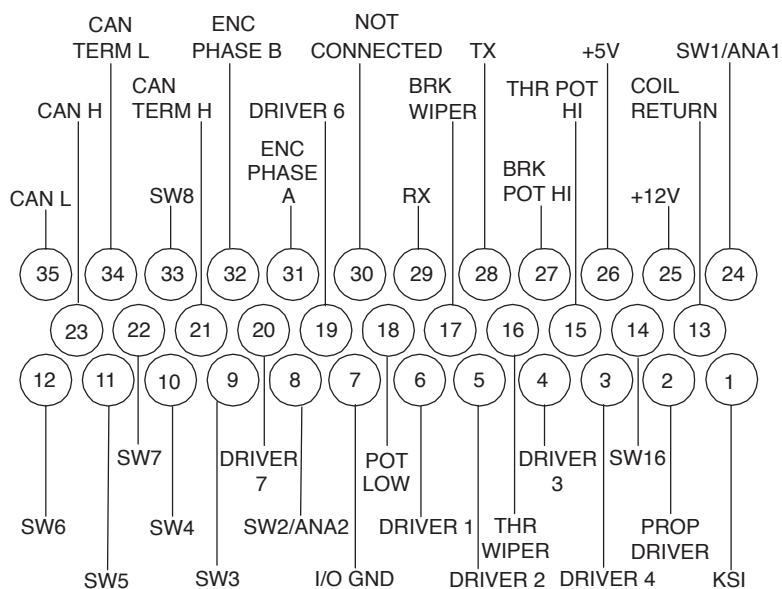 CAN TERM L
ENC PHASE B
NOT CONNECTED
TX
+5V
SW1/ANA1
CAN H
CAN TERM H
DRIVER 6
BRK WIPER
THR POT HI
COIL RETURN
CAN L
SW8
ENC PHASE A
RX
BRK POT HI
+12V
35 34 33 32 31 30 29 28 27 26 25 24
23 22 21 20 19 18 17 16 15 14 13
12 11 10 9 8 7 6 5 4 3 2 1
SW7
DRIVER 7
POT LOW
DRIVER 3
SW16
SW6
SW4
SW2/ANA2
DRIVER 1
THR WIPER
PROP DRIVER
SW5
SW3
I/O GND
DRIVER 2
DRIVER 4
KSI